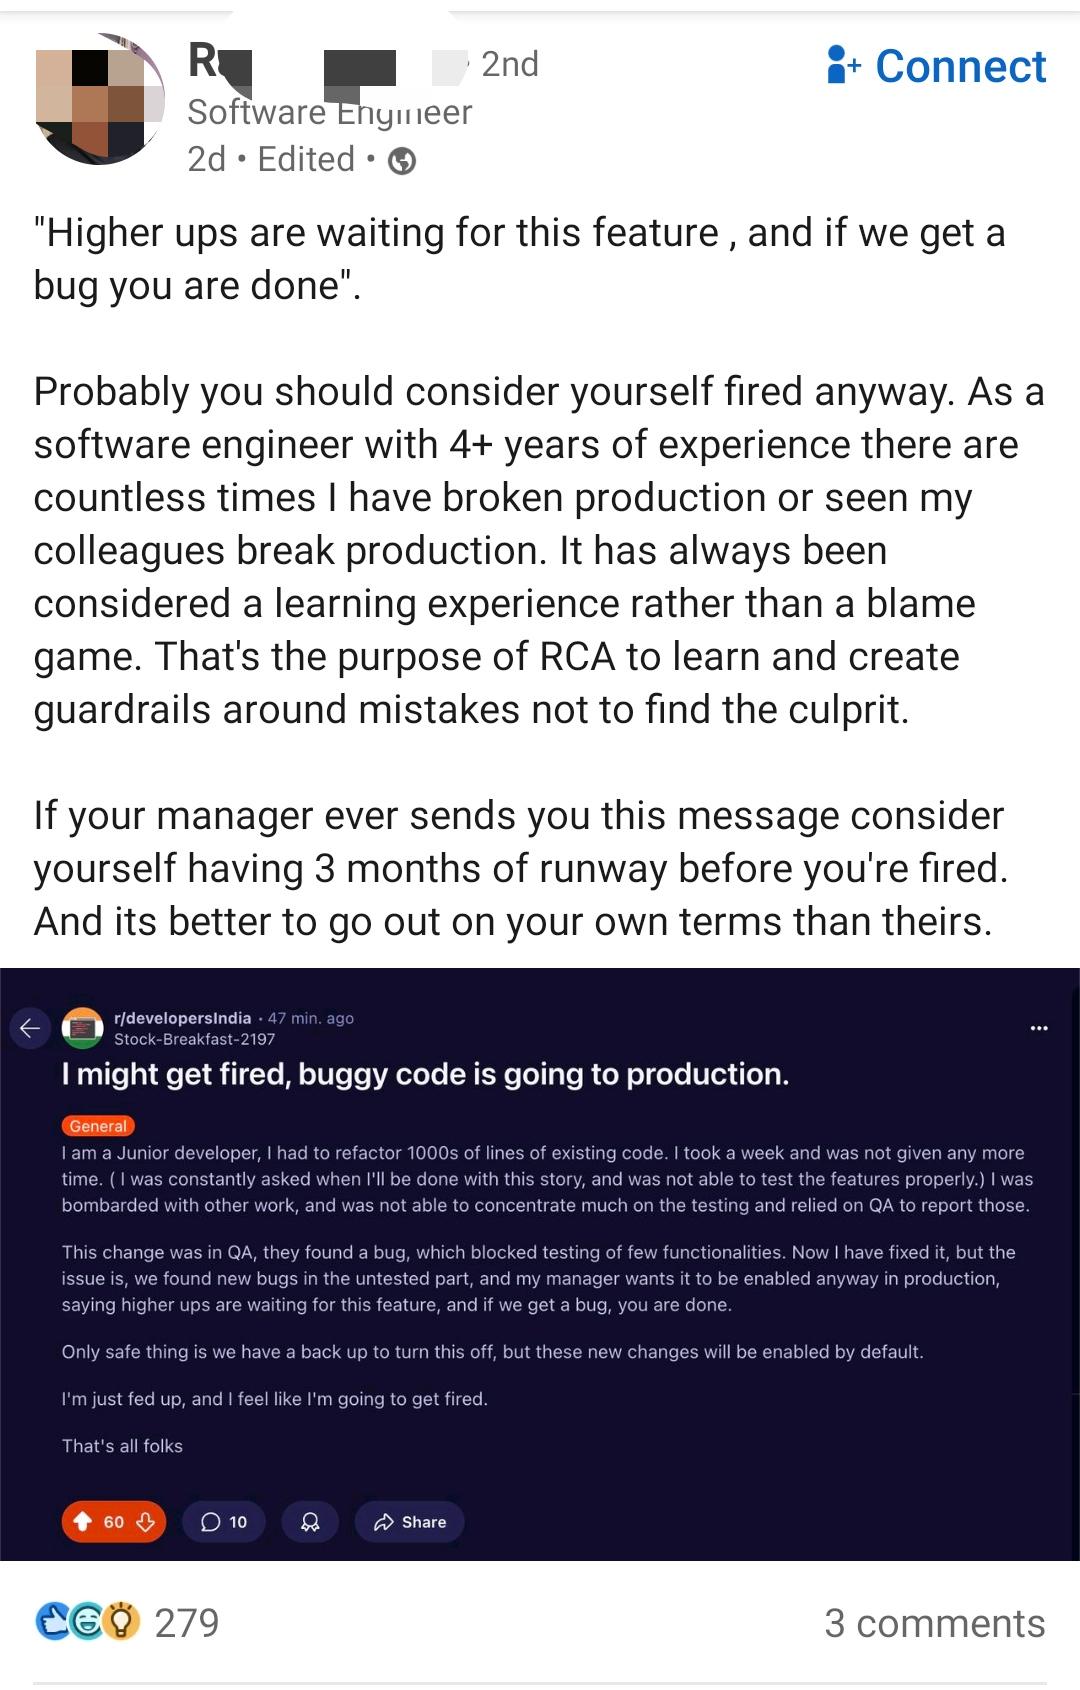 2nd
Connect
Software Engineer
2d • Edited •
"Higher ups are waiting for this feature , and if we get a
bug you are done".
Probably you should consider yourself fired anyway. As a
software engineer with 4+ years of experience there are
countless times I have broken production or seen my
colleagues break production. It has always been
considered a learning experience rather than a blame
game. That's the purpose of RCA to learn and create
guardrails around mistakes not to find the culprit.
If your manager ever sends you this message consider
yourself having 3 months of runway before you're fired.
And its better to go out on your own terms than theirs.
r/developersIndia • 47 min. ago
Stock-Breakfast-2197
I might get fired, buggy code is going to production.
General
I am a Junior developer, I had to refactor 1000s of lines of existing code. I took a week and was not given any more
time. ( I was constantly asked when I'll be done with this story, and was not able to test the features properly.) I was
bombarded with other work, and was not able to concentrate much on the testing and relied on QA to report those.
This change was in QA, they found a bug, which blocked testing of few functionalities. Now I have fixed it, but the
issue is, we found new bugs in the untested part, and my manager wants it to be enabled anyway in production,
saying higher ups are waiting for this feature, and if we get a bug, you are done.
Only safe thing is we have a back up to turn this off, but these new changes will be enabled by default.
I'm just fed up, and I feel like I'm going to get fired.
That's all folks
60
10
Share
279
3 comments